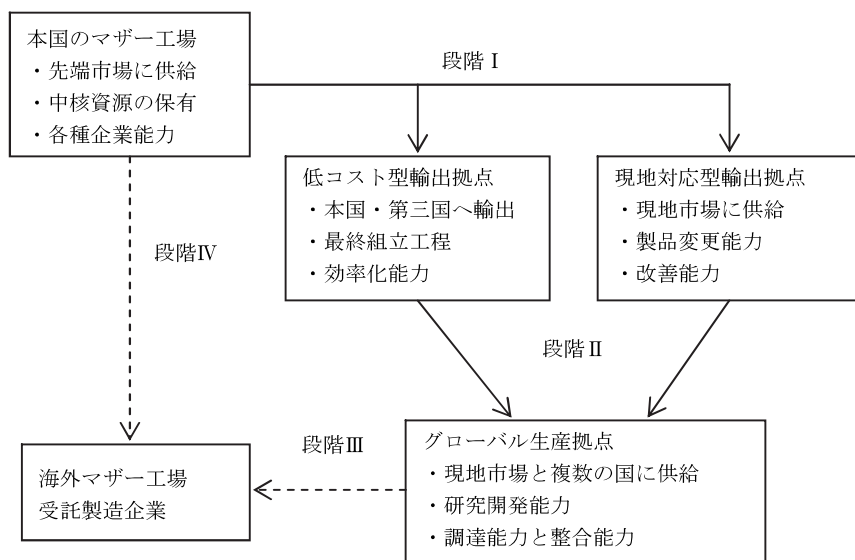 本国のマザー工場
・先端市場に供給
・中核資源の保有
・各種企業能力
段階Ⅰ
低コスト型輸出拠点
・本国・第三国へ輸出
・最終組立工程
・効率化能力
現地対応型輸出拠点
・現地市場に供給
・製品変更能力
・改善能力
段階Ⅳ
段階Ⅱ
グローバル生産拠点
・現地市場と複数の国に供給
・研究開発能力
・調達能力と整合能力
段階Ⅲ
海外マザー工場
受託製造企業